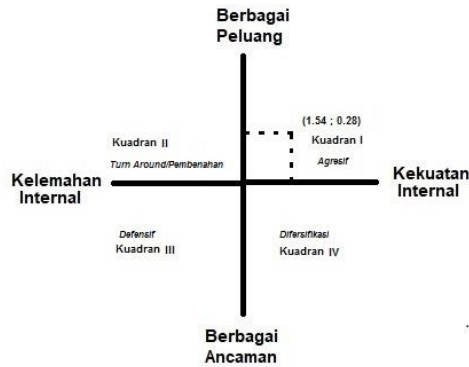 Berbagai
Peluang
(1.54 ; 0.28)
Kuadran II
Kuadran I
Turn Around/Pembenahan
Agresif
Kelemahan
Internal
Kekuatan
Internal
Defensif
Difersifikasi
Kuadran III
Kuadran IV
Berbagai
Ancaman